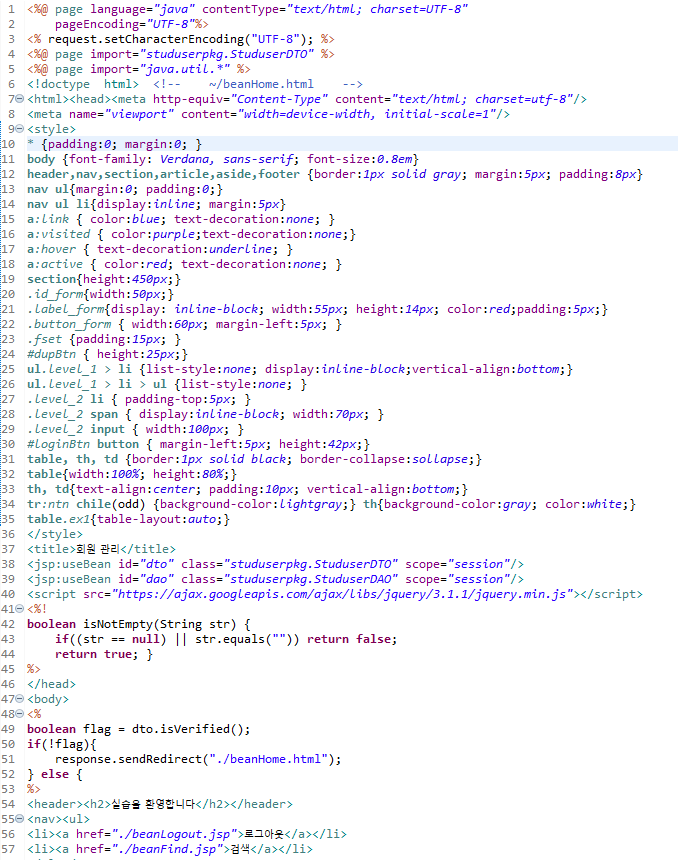 1 <%@ page language="java" contentType="text/html; charset=UTF-8"
2 pageEncoding="UTF-8"%>
3 <% request.setCharacterEncoding("UTF-8"); %>
4 <%@ page import="studuserpkg.StuduserDTO" %>
5 <%@ page import="java.util.*" %>
6 <!doctype html> <!-- ~/beanHome.html -->
7 <html><head><meta http-equiv="Content-Type" content="text/html; charset=utf-8"/>
8 <meta name="viewport" content="width=device-width, initial-scale=1"/>
9 <style>
10 * {padding:0; margin:0; }
11 body {font-family: Verdana, sans-serif; font-size:0.8em}
12 header,nav,section,article,aside,footer {border:1px solid gray; margin:5px; padding:8px}
13 nav ul{margin:0; padding:0;}
14 nav ul li{display:inline; margin:5px}
15 a:link { color:blue; text-decoration:none; }
16 a:visited { color:purple;text-decoration:none;}
17 a:hover { text-decoration:underline; }
18 a:active { color:red; text-decoration:none; }
19 section{height:450px;}
20 .id_form{width:50px;}
21 .label_form{display: inline-block; width:55px; height:14px; color:red;padding:5px;}
22 .button_form { width:60px; margin-left:5px; }
23 .fset {padding:15px; }
24 #dupBtn { height:25px;}
25 ul.level_1 > li {list-style:none; display:inline-block;vertical-align:bottom;}
26 ul.level_1 > li > ul {list-style:none; }
27 .level_2 li { padding-top:5px; }
28 .level_2 span { display:inline-block; width:70px; }
29 .level_2 input { width:100px; }
30 #loginBtn button { margin-left:5px; height:42px;}
31 table, th, td {border:1px solid black; border-collapse:sollapse;}
32 table{width:100%; height:80%;}
33 th, td{text-align:center; padding:10px; vertical-align:bottom;}
34 tr:ntn chile(odd) {background-color:lightgray;} th{background-color:gray; color:white;}
35 table.ex1{table-layout:auto;}
36 </style>
37 <title>회원 관리</title>
38 <jsp:useBean id="dto" class="studuserpkg.StuduserDTO" scope="session"/>
39 <jsp:useBean id="dao" class="studuserpkg.StuduserDAO" scope="session"/>
40 <script src="https://ajax.googleapis.com/ajax/libs/jquery/3.1.1/jquery.min.js"></script>
41 <%!
42 boolean isNotEmpty(String str) {
43 if((str == null) || str.equals("")) return false;
44 return true; }
45 %>
46 </head>
47 <body>
48 <%
49 boolean flag = dto.isVerified();
50 if(!flag){
51 response.sendRedirect("./beanHome.html");
52 } else {
53 %>
54 <header><h2>실습을 환영합니다</h2></header>
55 <nav><ul>
56 <li><a href="./beanLogout.jsp">로그아웃</a></li>
57 <li><a href="./beanFind.jsp">검색</a></li>